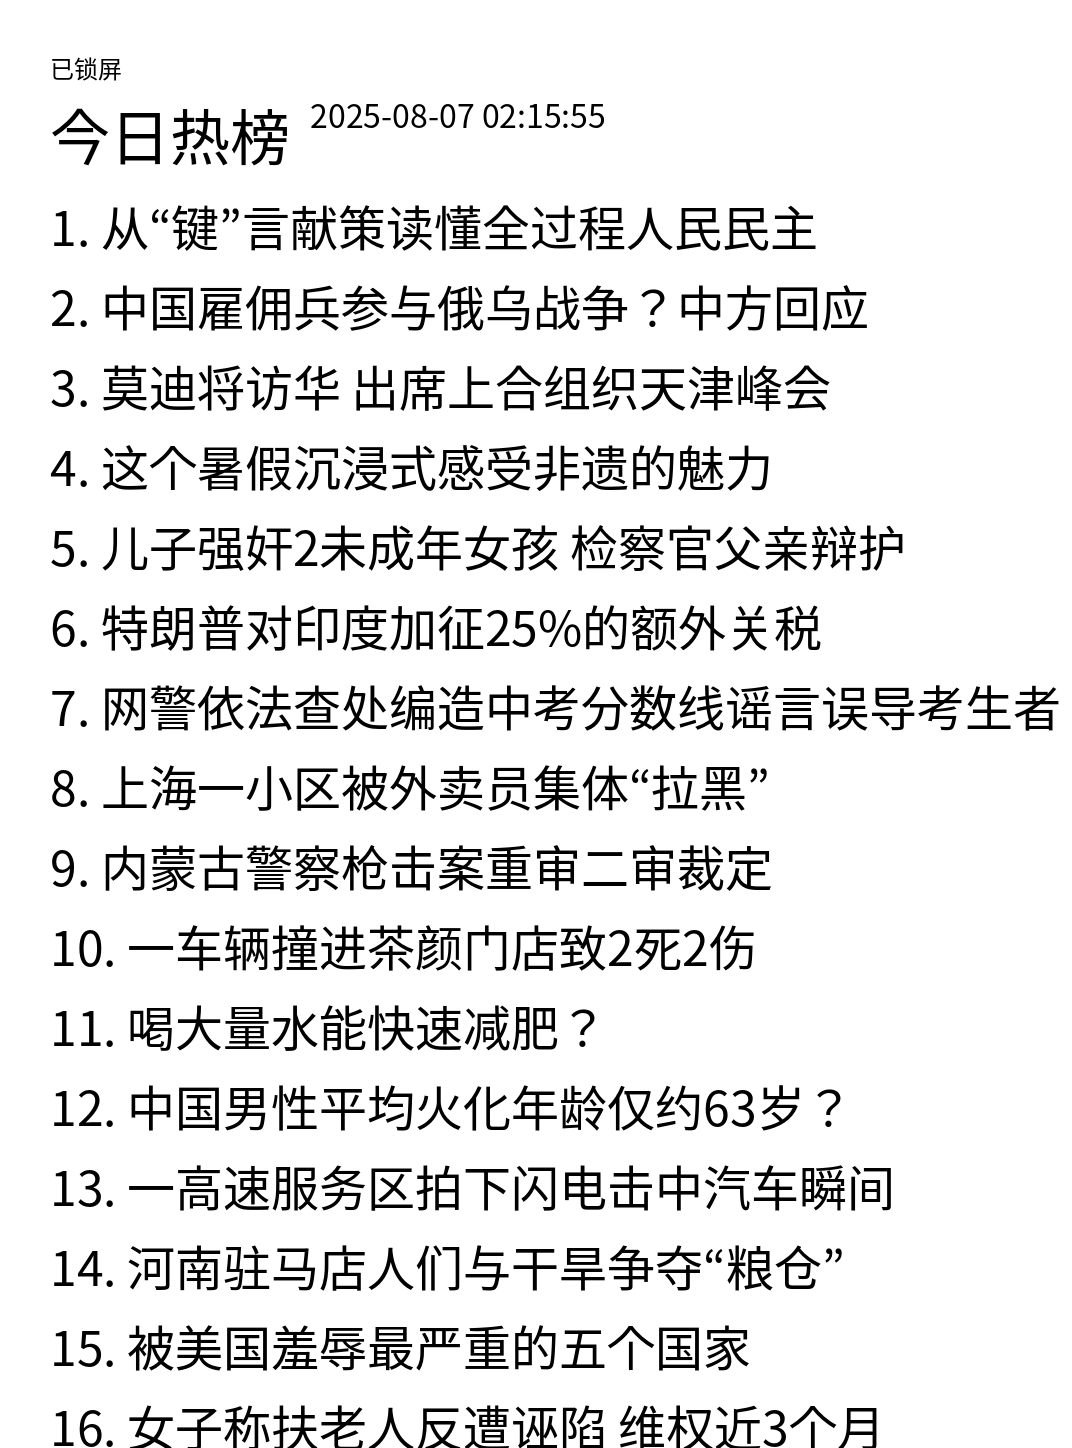 已锁屏
今日热榜 2025-08-07 02:15:55
1. 从“键”言献策读懂全过程人民民主
2. 中国雇佣兵参与俄乌战争？中方回应
3. 莫迪将访华 出席上合组织天津峰会
4. 这个暑假沉浸式感受非遗的魅力
5. 儿子强奸2未成年女孩 检察官父亲辩护
6. 特朗普对印度加征25%的额外关税
7. 网警依法查处编造中考分数线谣言误导考生者
8. 上海一小区被外卖员集体“拉黑”
9. 内蒙古警察枪击案重审二审裁定
10. 一车辆撞进茶颜门店致2死2伤
11. 喝大量水能快速减肥？
12. 中国男性平均火化年龄仅约63岁？
13. 一高速服务区拍下闪电击中汽车瞬间
14. 河南驻马店人们与干旱争夺“粮仓”
15. 被美国羞辱最严重的五个国家
16. 女子称扶老人反遭诬陷 维权近3个月